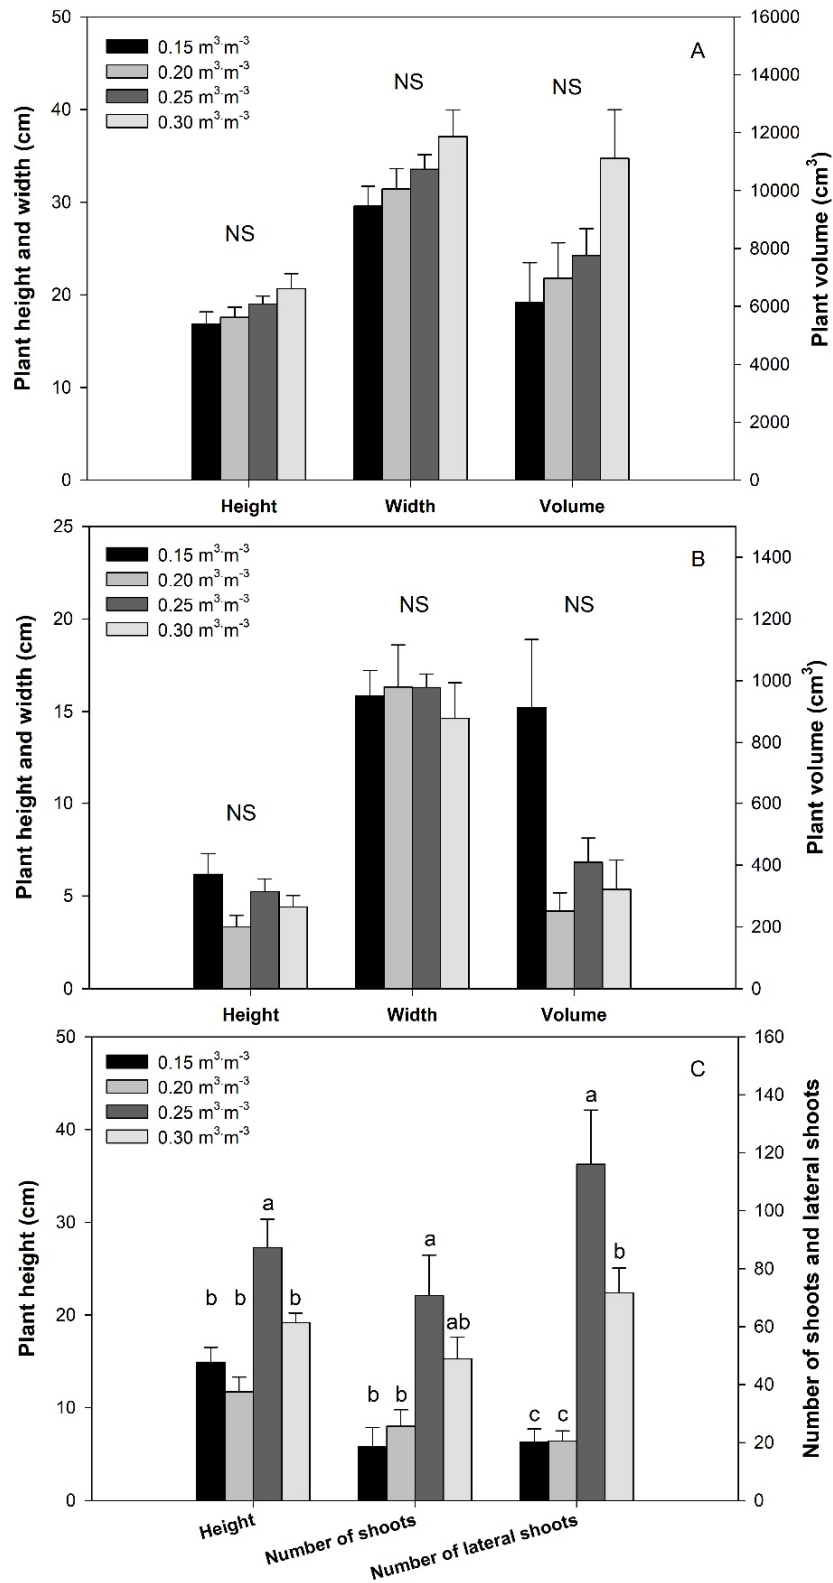 A
0.15 m³·m⁻³
0.20 m³·m⁻³
0.25 m³·m⁻³
0.30 m³·m⁻³
NS
NS
NS
Plant height and width (cm)
50
40
30
20
10
0
Plant volume (cm³)
16000
14000
12000
10000
8000
6000
4000
2000
0
Height Width Volume
B
0.15 m³·m⁻³
0.20 m³·m⁻³
0.25 m³·m⁻³
0.30 m³·m⁻³
NS
NS
NS
Plant height and width (cm)
25
20
15
10
5
0
Plant volume (cm³)
1400
1200
1000
800
600
400
200
0
Height Width Volume
C
0.15 m³·m⁻³
0.20 m³·m⁻³
0.25 m³·m⁻³
0.30 m³·m⁻³
b b a b
b b a ab
c c a b
Plant height (cm)
50
40
30
20
10
0
Number of shoots and lateral shoots
160
140
120
100
80
60
40
20
0
Height
Number of shoots
Number of lateral shoots